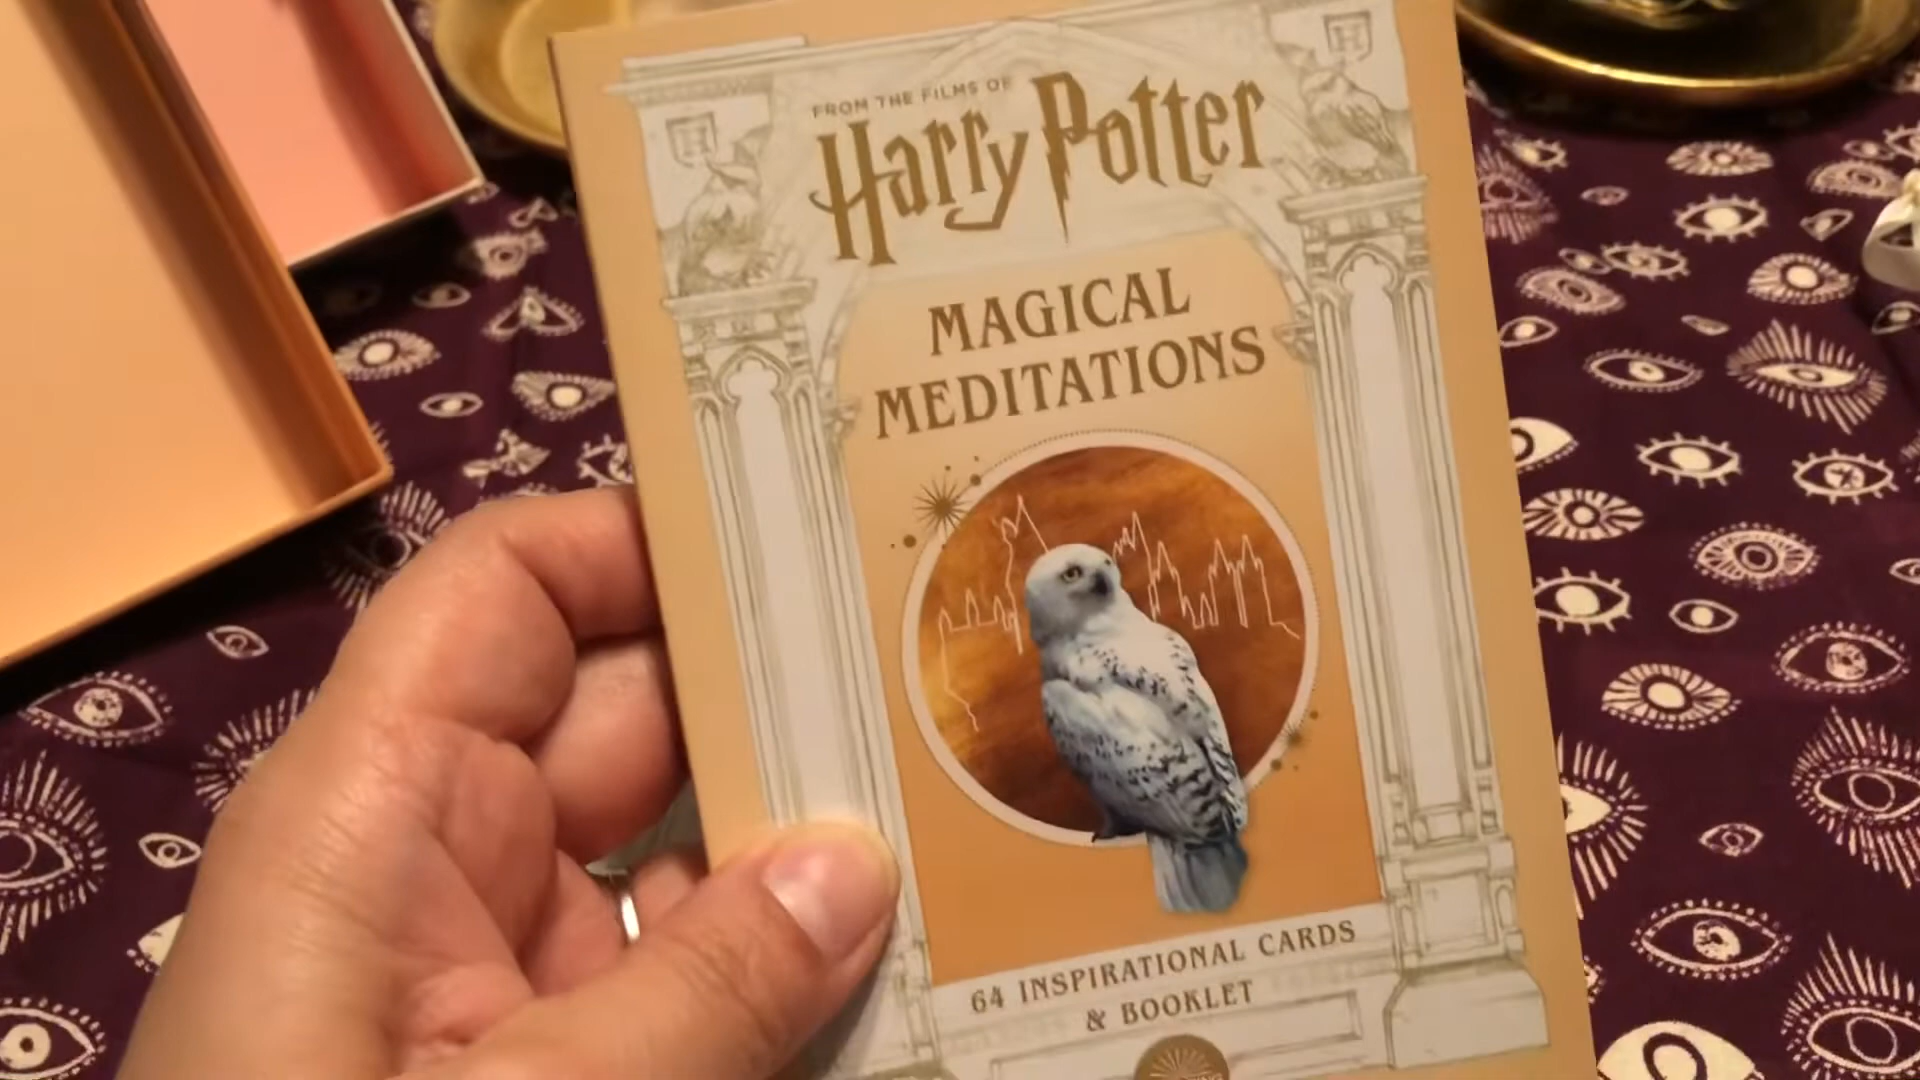 FROM THE FILMS OF
Harry Potter
MAGICAL
MEDITATIONS
64 INSPIRATIONAL CARDS
& BOOKLET